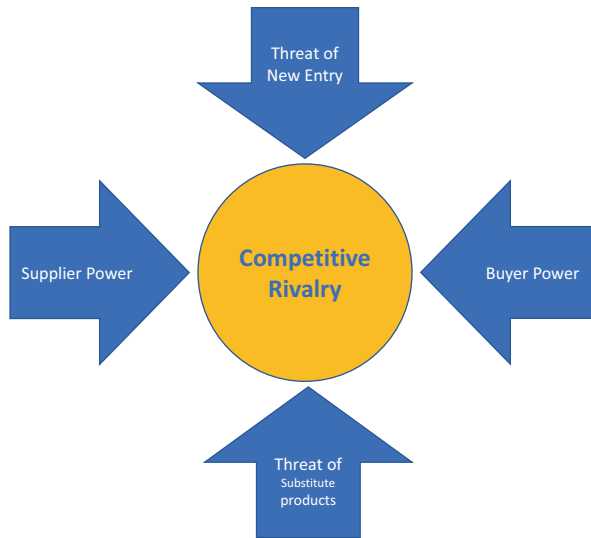 Threat of
New Entry
Supplier Power
Competitive
Rivalry
Buyer Power
Threat of
Substitute
products